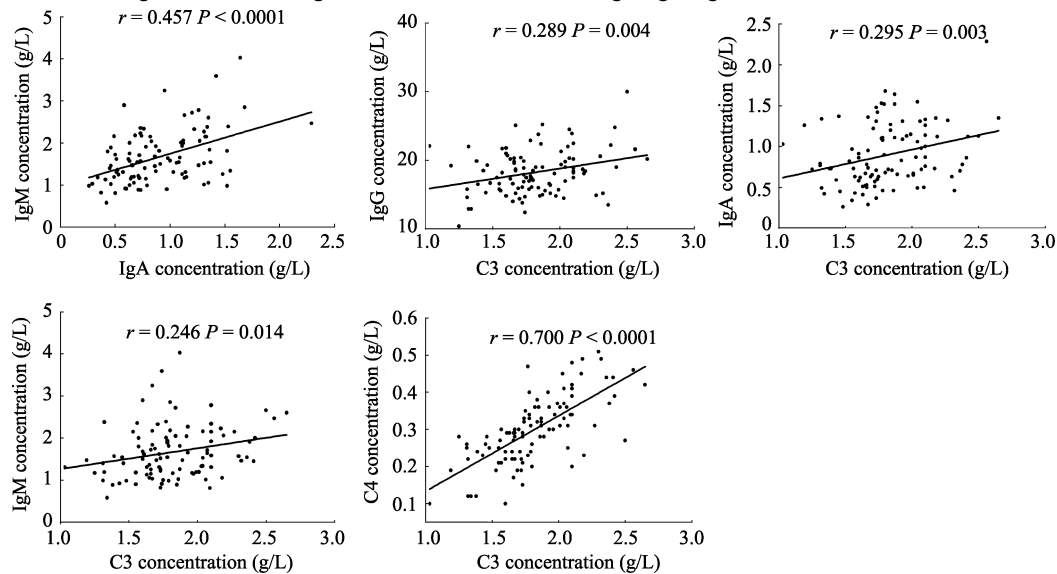 r = 0.457 P < 0.0001
IgM concentration (g/L)
5
4
3
2
1
0
0 0.5 1.0 1.5 2.0 2.5
IgA concentration (g/L)
r = 0.289 P = 0.004
IgG concentration (g/L)
40
30
20
10
1.0 1.5 2.0 2.5 3.0
C3 concentration (g/L)
r = 0.295 P = 0.003
IgA concentration (g/L)
2.5
2.0
1.5
1.0
0.5
0
1.0 1.5 2.0 2.5 3.0
C3 concentration (g/L)
r = 0.246 P = 0.014
IgM concentration (g/L)
5
4
3
2
1
0
1.0 1.5 2.0 2.5 3.0
C3 concentration (g/L)
r = 0.700 P < 0.0001
C4 concentration (g/L)
0.6
0.5
0.4
0.3
0.2
0.1
1.0 1.5 2.0 2.5 3.0
C3 concentration (g/L)